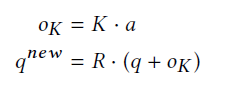 o_K = K · a
q^{new} = R · (q + o_K)